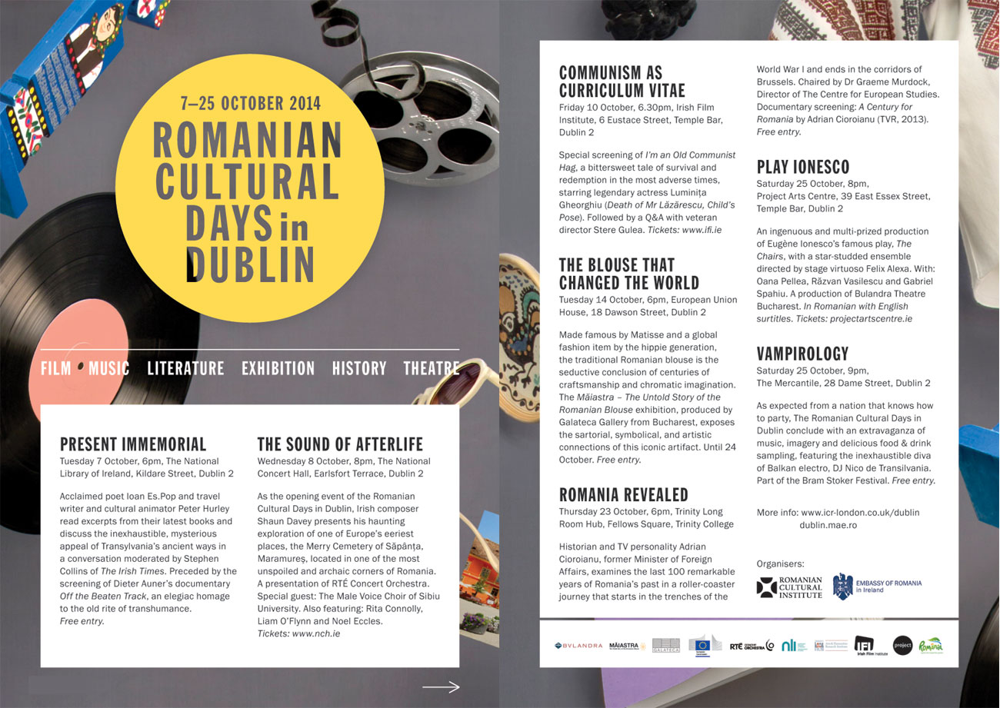 7–25 OCTOBER 2014
ROMANIAN
CULTURAL
DAYS in
DUBLIN
FILM MUSIC LITERATURE EXHIBITION HISTORY THEATRE
PRESENT IMMEMORIAL
Tuesday 7 October, 6pm, The National
Library of Ireland, Kildare Street, Dublin 2
Acclaimed poet Ioan Es.Pop and travel
writer and cultural animator Peter Hurley
read excerpts from their latest books and
discuss the inexhaustible, mysterious
appeal of Transylvania's ancient ways in
a conversation moderated by Stephen
Collins of The Irish Times. Preceded by the
screening of Dieter Auner's documentary
Off the Beaten Track, an elegiac homage
to the old rite of transhumance.
Free entry.
THE SOUND OF AFTERLIFE
Wednesday 8 October, 8pm, The National
Concert Hall, Earlsfort Terrace, Dublin 2
As the opening event of the Romanian
Cultural Days in Dublin, Irish composer
Shaun Davey presents his haunting
exploration of one of Europe's eeriest
places, the Merry Cemetery of Săpânța,
Maramureș, located in one of the most
unspoiled and archaic corners of Romania.
A presentation of RTÉ Concert Orchestra.
Special guest: The Male Voice Choir of Sibiu
University. Also featuring: Rita Connolly,
Liam O'Flynn and Noel Eccles.
Tickets: www.nch.ie
COMMUNISM AS
CURRICULUM VITAE
Friday 10 October, 6.30pm, Irish Film
Institute, 6 Eustace Street, Temple Bar,
Dublin 2
Special screening of I'm an Old Communist
Hag, a bittersweet tale of survival and
redemption in the most adverse times,
starring legendary actress Luminița
Gheorghiu (Death of Mr Lăzărescu, Child's
Pose). Followed by a Q&A with veteran
director Stere Gulea. Tickets: www.ifi.ie
THE BLOUSE THAT
CHANGED THE WORLD
Tuesday 14 October, 6pm, European Union
House, 18 Dawson Street, Dublin 2
Made famous by Matisse and a global
fashion item by the hippie generation,
the traditional Romanian blouse is the
seductive conclusion of centuries of
craftsmanship and chromatic imagination.
The Măiastra – The Untold Story of the
Romanian Blouse exhibition, produced by
Galateca Gallery from Bucharest, exposes
the sartorial, symbolical, and artistic
connections of this iconic artifact. Until 24
October. Free entry.
ROMANIA REVEALED
Thursday 23 October, 6pm, Trinity Long
Room Hub, Fellows Square, Trinity College
Historian and TV personality Adrian
Cioroianu, former Minister of Foreign
Affairs, examines the last 100 remarkable
years of Romania's past in a roller-coaster
journey that starts in the trenches of the
World War I and ends in the corridors of
Brussels. Chaired by Dr Graeme Murdock,
Director of The Centre for European Studies.
Documentary screening: A Century for
Romania by Adrian Cioroianu (TVR, 2013).
Free entry.
PLAY IONESCO
Saturday 25 October, 8pm,
Project Arts Centre, 39 East Essex Street,
Temple Bar, Dublin 2
An ingenuous and multi-prized production
of Eugène Ionesco's famous play, The
Chairs, with a star-studded ensemble
directed by stage virtuoso Felix Alexa. With:
Oana Pellea, Răzvan Vasilescu and Gabriel
Spahiu. A production of Bulandra Theatre
Bucharest. In Romanian with English
surtitles. Tickets: projectartscentre.ie
VAMPIROLOGY
Saturday 25 October, 9pm,
The Mercantile, 28 Dame Street, Dublin 2
As expected from a nation that knows how
to party, The Romanian Cultural Days in
Dublin conclude with an extravaganza of
music, imagery and delicious food & drink
sampling, featuring the inexhaustible diva
of Balkan electro, DJ Nico de Transilvania.
Part of the Bram Stoker Festival. Free entry.
More info: www.icr-london.co.uk/dublin
dublin.mae.ro
Organisers:
ROMANIAN
CULTURAL
INSTITUTE
EMBASSY OF ROMANIA
in Ireland
BVLANDRA
MĂIASTRA
GALATECA
RTÉ CONCERT
ORCHESTRA
nli
IFI
Irish Film Institute
project
România